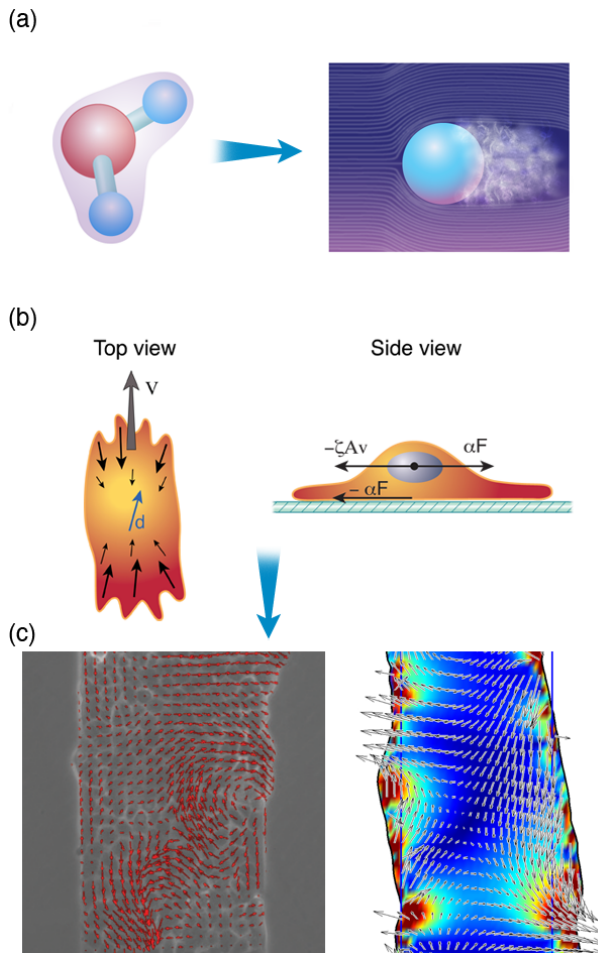 (a)
(b)
Top view
Side view
v
-ζAv
αF
- αF
d
(c)